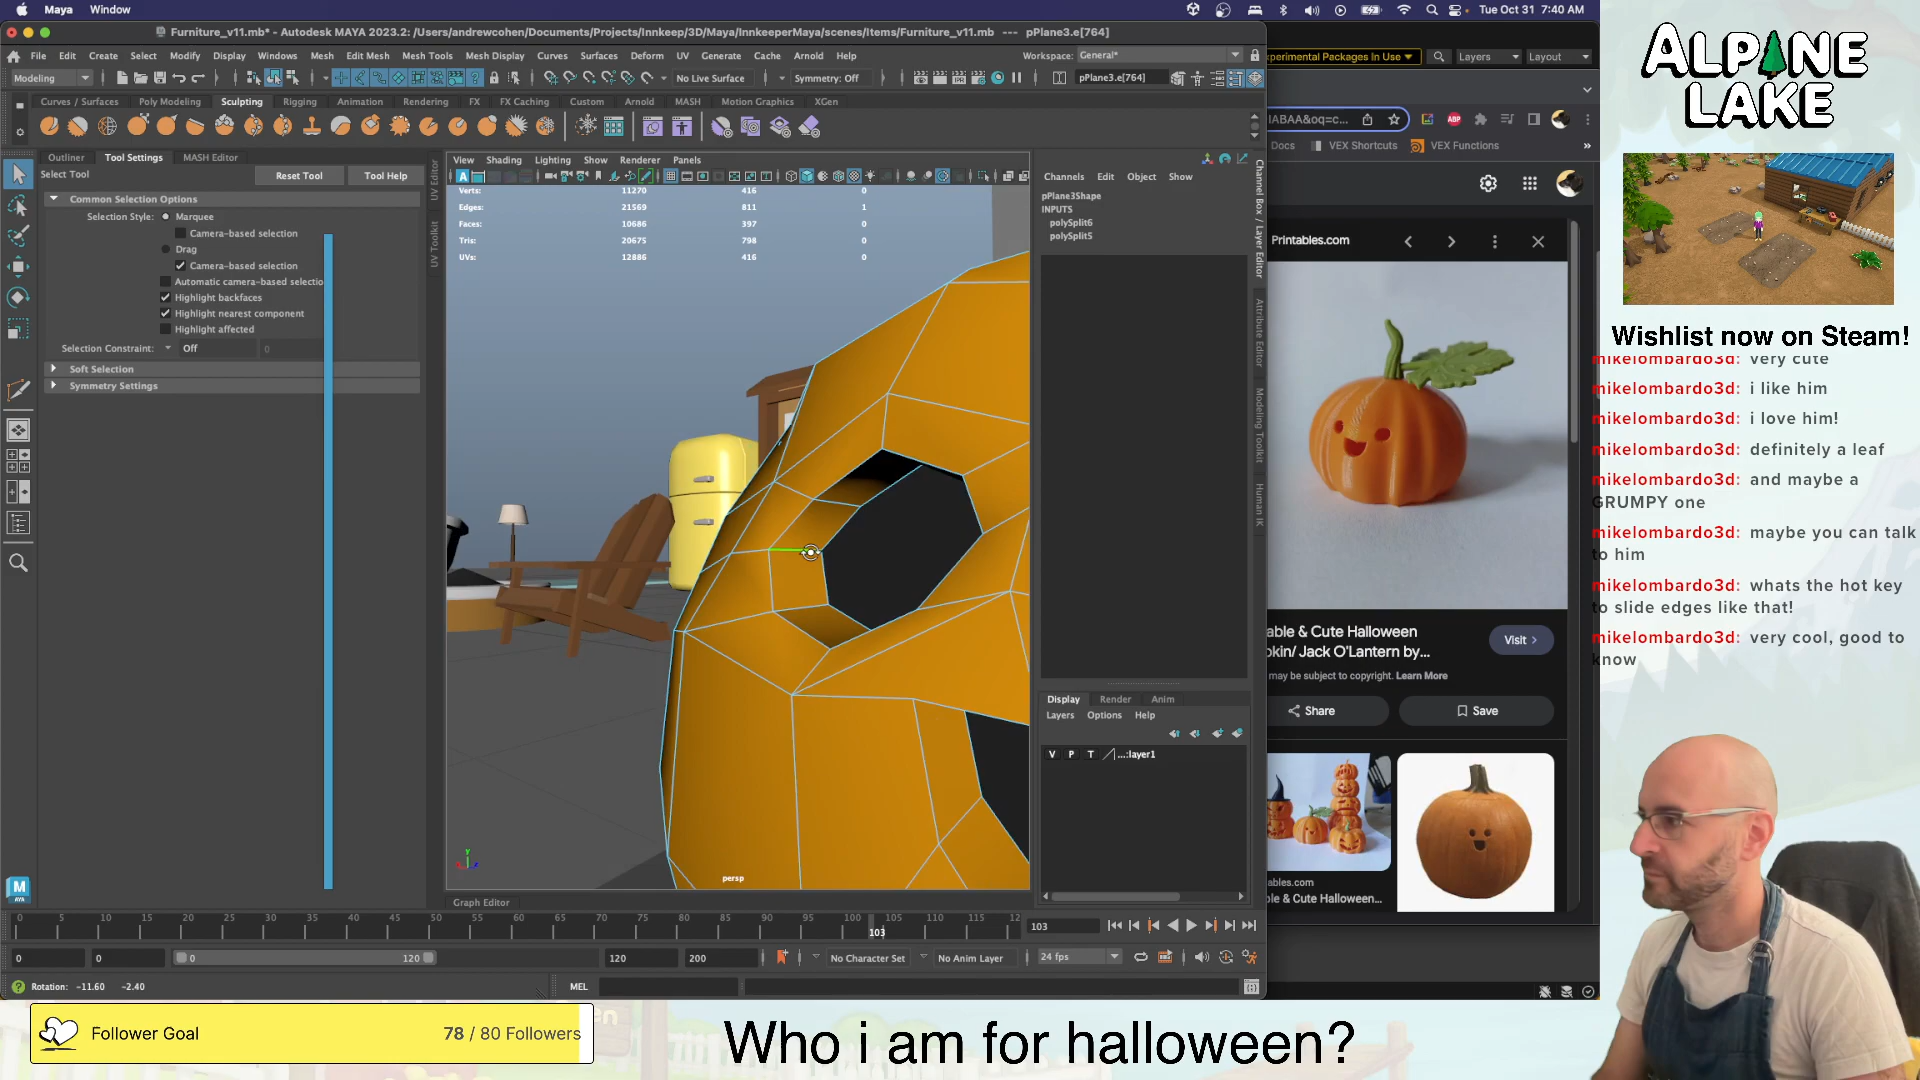 Maya Window
Tue Oct 31 7:40 AM
Furniture_v11.mb* - Autodesk MAYA 2023.2: /Users/andrewcohen/Documents/Projects/Innkeep/3D/Maya/InnkeeperMaya/scenes/Items/Furniture_v11.mb --- pPlane3.e[764]
File Edit Create Select Modify Display Windows Mesh Edit Mesh Mesh Tools Mesh Display Curves Surfaces Deform UV Generate Cache Arnold Help
Workspace: General*
Modeling
No Live Surface
Symmetry: Off
pPlane3.e[764]
Curves / Surfaces Poly Modeling Sculpting Rigging Animation Rendering FX FX Caching Custom Arnold MASH Motion Graphics XGen
Outliner Tool Settings MASH Editor
Select Tool
Reset Tool Tool Help
Common Selection Options
Selection Style: Marquee
Camera-based selection
Drag
Camera-based selection
Automatic camera-based selectio
Highlight backfaces
Highlight nearest component
Highlight affected
Selection Constraint: Off 0
Soft Selection
Symmetry Settings
UV Editor
UV Toolkit
View Shading Lighting Show Renderer Panels
Verts: 11270 416 0
Edges: 21569 811 1
Faces: 10686 397 0
Tris: 20675 798 0
UVs: 12886 416 0
persp
Graph Editor
Channels Edit Object Show
pPlane3Shape
INPUTS
polySplit6
polySplit5
Channel Box / Layer Editor
Attribute Editor
Modeling Toolkit
Human IK
Display Render Anim
Layers Options Help
V P T ...:layer1
0 5 10 15 20 25 30 35 40 45 50 55 60 65 70 75 80 85 90 95 100 105 110 115 12
103
103
0 0 0 120 120 200
No Character Set
No Anim Layer
24 fps
Rotation: -11.60 -2.40
MEL
xperimental Packages In Use
Layers
Layout
IABAA&oq=c...
ABP
Docs VEX Shortcuts VEX Functions »
Printables.com
able & Cute Halloween
okin/ Jack O'Lantern by...
Visit
may be subject to copyright. Learn More
Share
Save
ables.com
& Cute Halloween...
ALPINE
LAKE
Wishlist now on Steam!
mikelombardo3d: very cute
mikelombardo3d: i like him
mikelombardo3d: i love him!
mikelombardo3d: definitely a leaf
mikelombardo3d: and maybe a
GRUMPY one
mikelombardo3d: maybe you can talk
to him
mikelombardo3d: whats the hot key
to slide edges like that!
mikelombardo3d: very cool, good to
know
Follower Goal 78 / 80 Followers
Who i am for halloween?